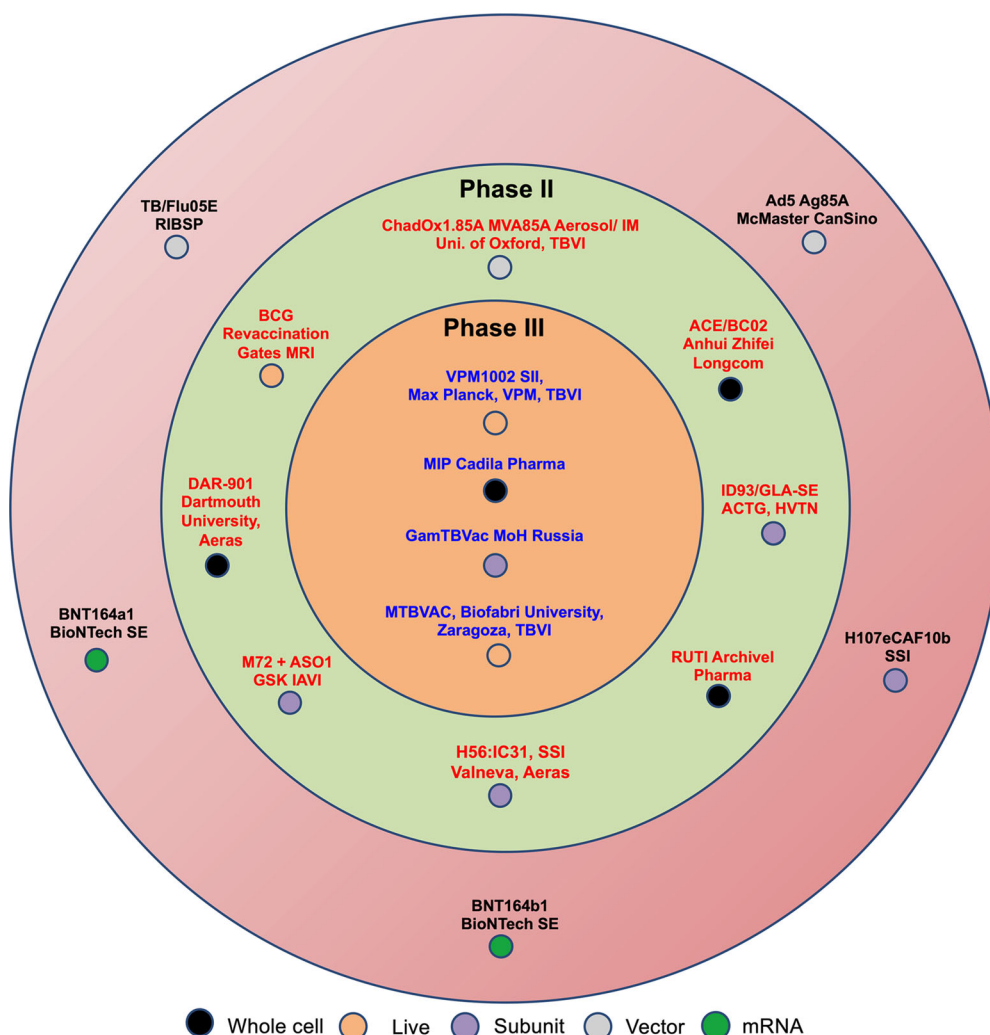 Phase II
ChadOx1.85A MVA85A Aerosol/ IM
Uni. of Oxford, TBVI
TB/Flu05E
RIBSP
Ad5 Ag85A
McMaster CanSino
BCG
Revaccination
Gates MRI
Phase III
ACE/BC02
Anhui Zhifei
Longcom
VPM1002 SII,
Max Planck, VPM, TBVI
MIP Cadila Pharma
DAR-901
Dartmouth
University,
Aeras
GamTBVac MoH Russia
ID93/GLA-SE
ACTG, HVTN
MTBVAC, Biofabri University,
Zaragoza, TBVI
BNT164a1
BioNTech SE
M72 + ASO1
GSK IAVI
RUTI Archivel
Pharma
H107eCAF10b
SSI
H56:IC31, SSI
Valneva, Aeras
BNT164b1
BioNTech SE
Whole cell
Live
Subunit
Vector
mRNA